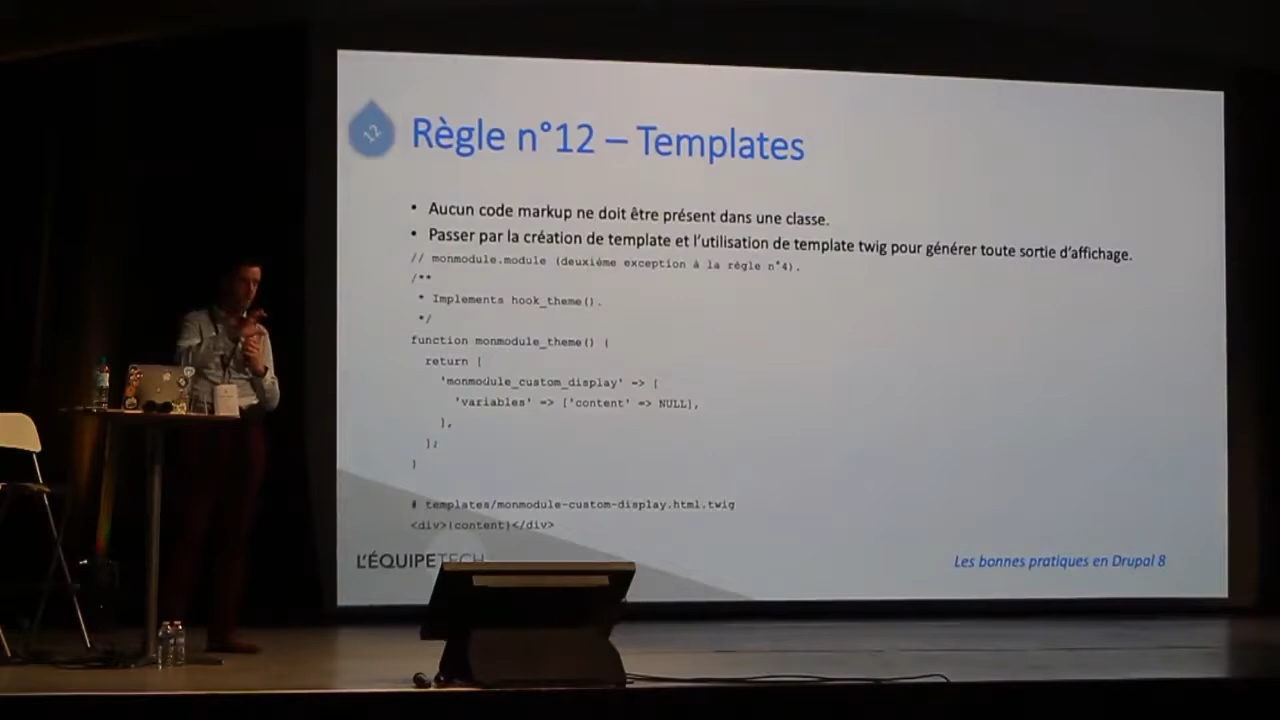 12
Règle n°12 – Templates
• Aucun code markup ne doit être présent dans une classe.
• Passer par la création de template et l'utilisation de template twig pour générer toute sortie d'affichage.
// monmodule.module (deuxième exception à la règle n°4).
/**
 * Implements hook_theme().
 */
function monmodule_theme() {
  return [
    'monmodule_custom_display' => [
      'variables' => ['content' => NULL],
    ],
  ];
}
# templates/monmodule-custom-display.html.twig
<div>{content}</div>
L'ÉQUIPETECH
Les bonnes pratiques en Drupal 8